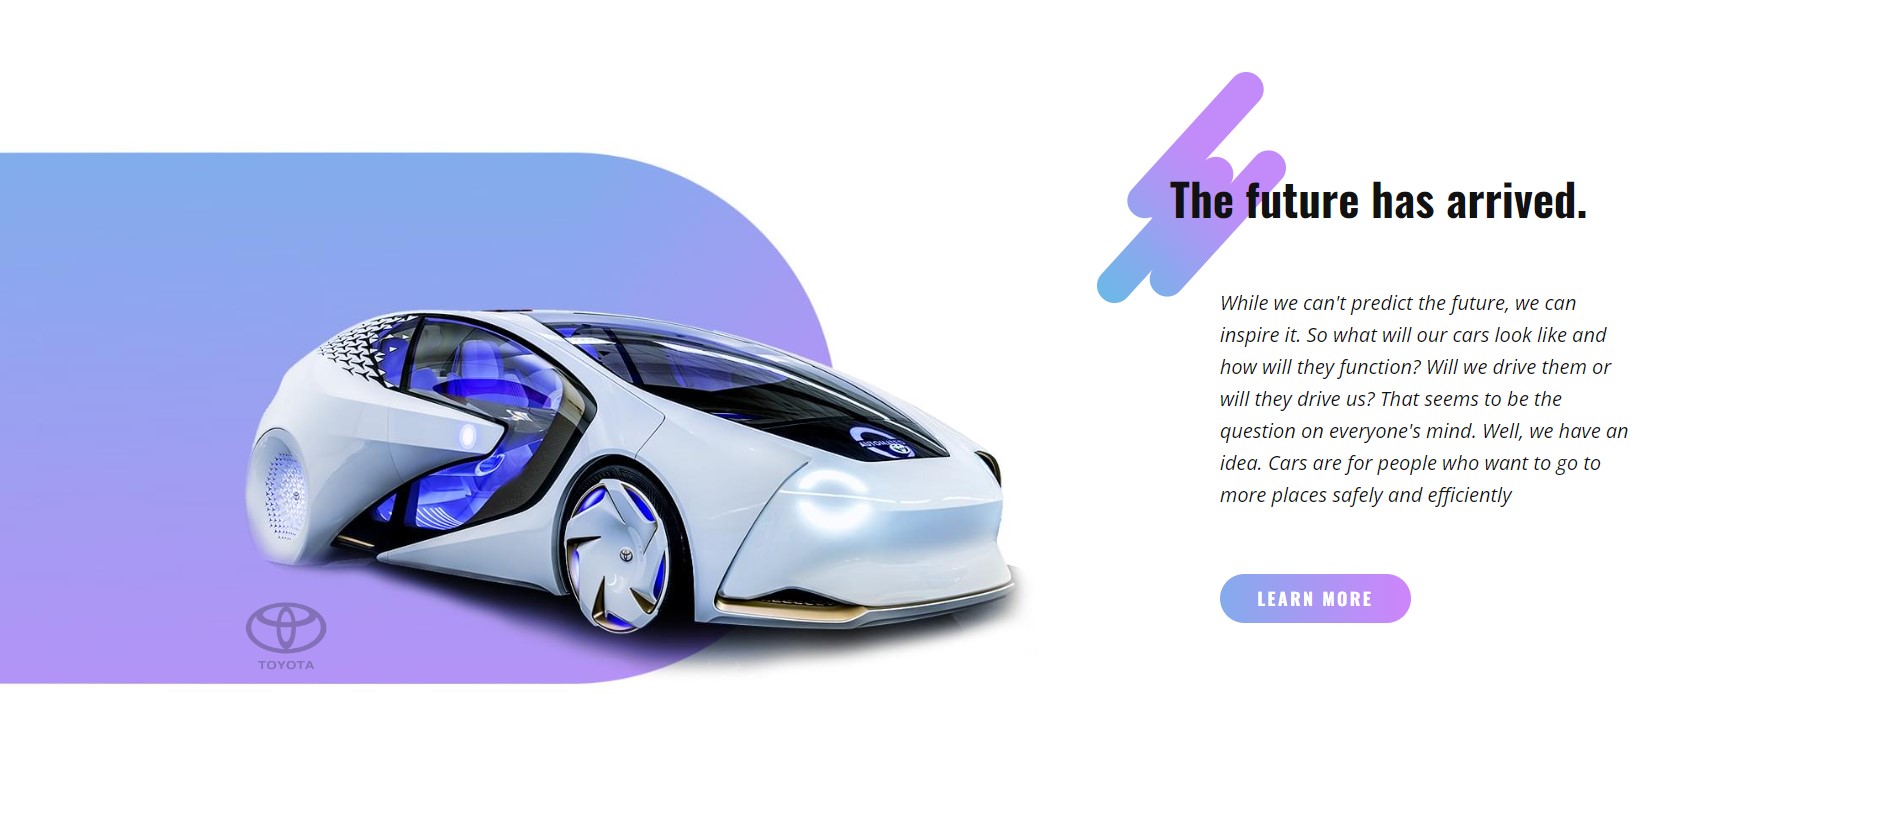 The future has arrived.
While we can't predict the future, we can
inspire it. So what will our cars look like and
how will they function? Will we drive them or
will they drive us? That seems to be the
question on everyone's mind. Well, we have an
idea. Cars are for people who want to go to
more places safely and efficiently
LEARN MORE
TOYOTA